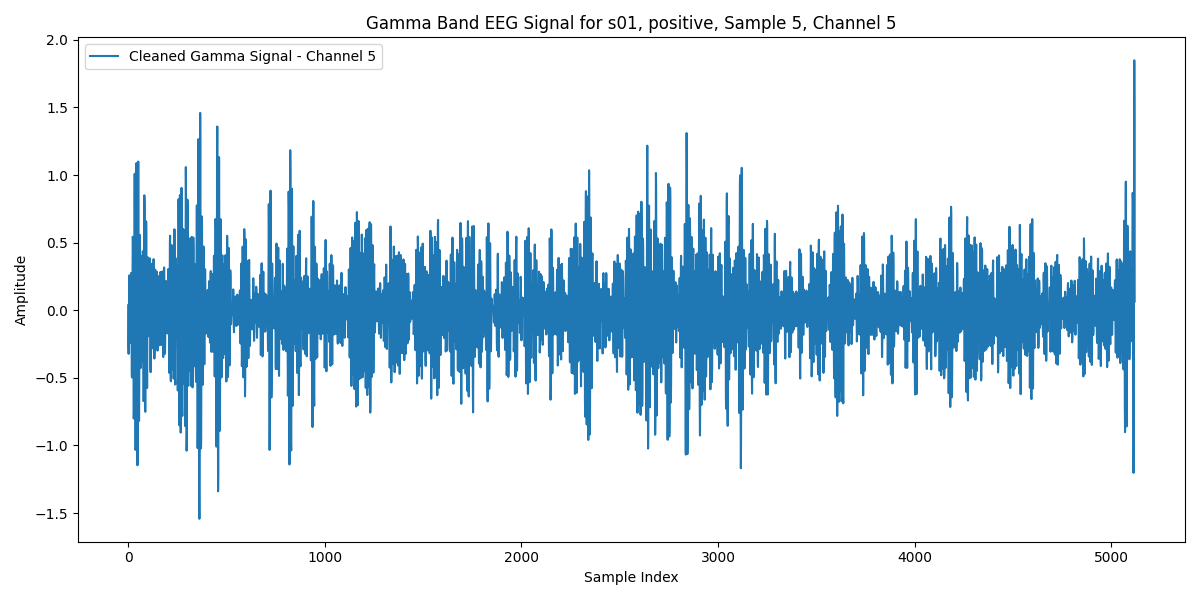 Gamma Band EEG Signal for s01, positive, Sample 5, Channel 5
Cleaned Gamma Signal - Channel 5
2.0
1.5
1.0
0.5
0.0
−0.5
−1.0
−1.5
Amplitude
0 1000 2000 3000 4000 5000
Sample Index